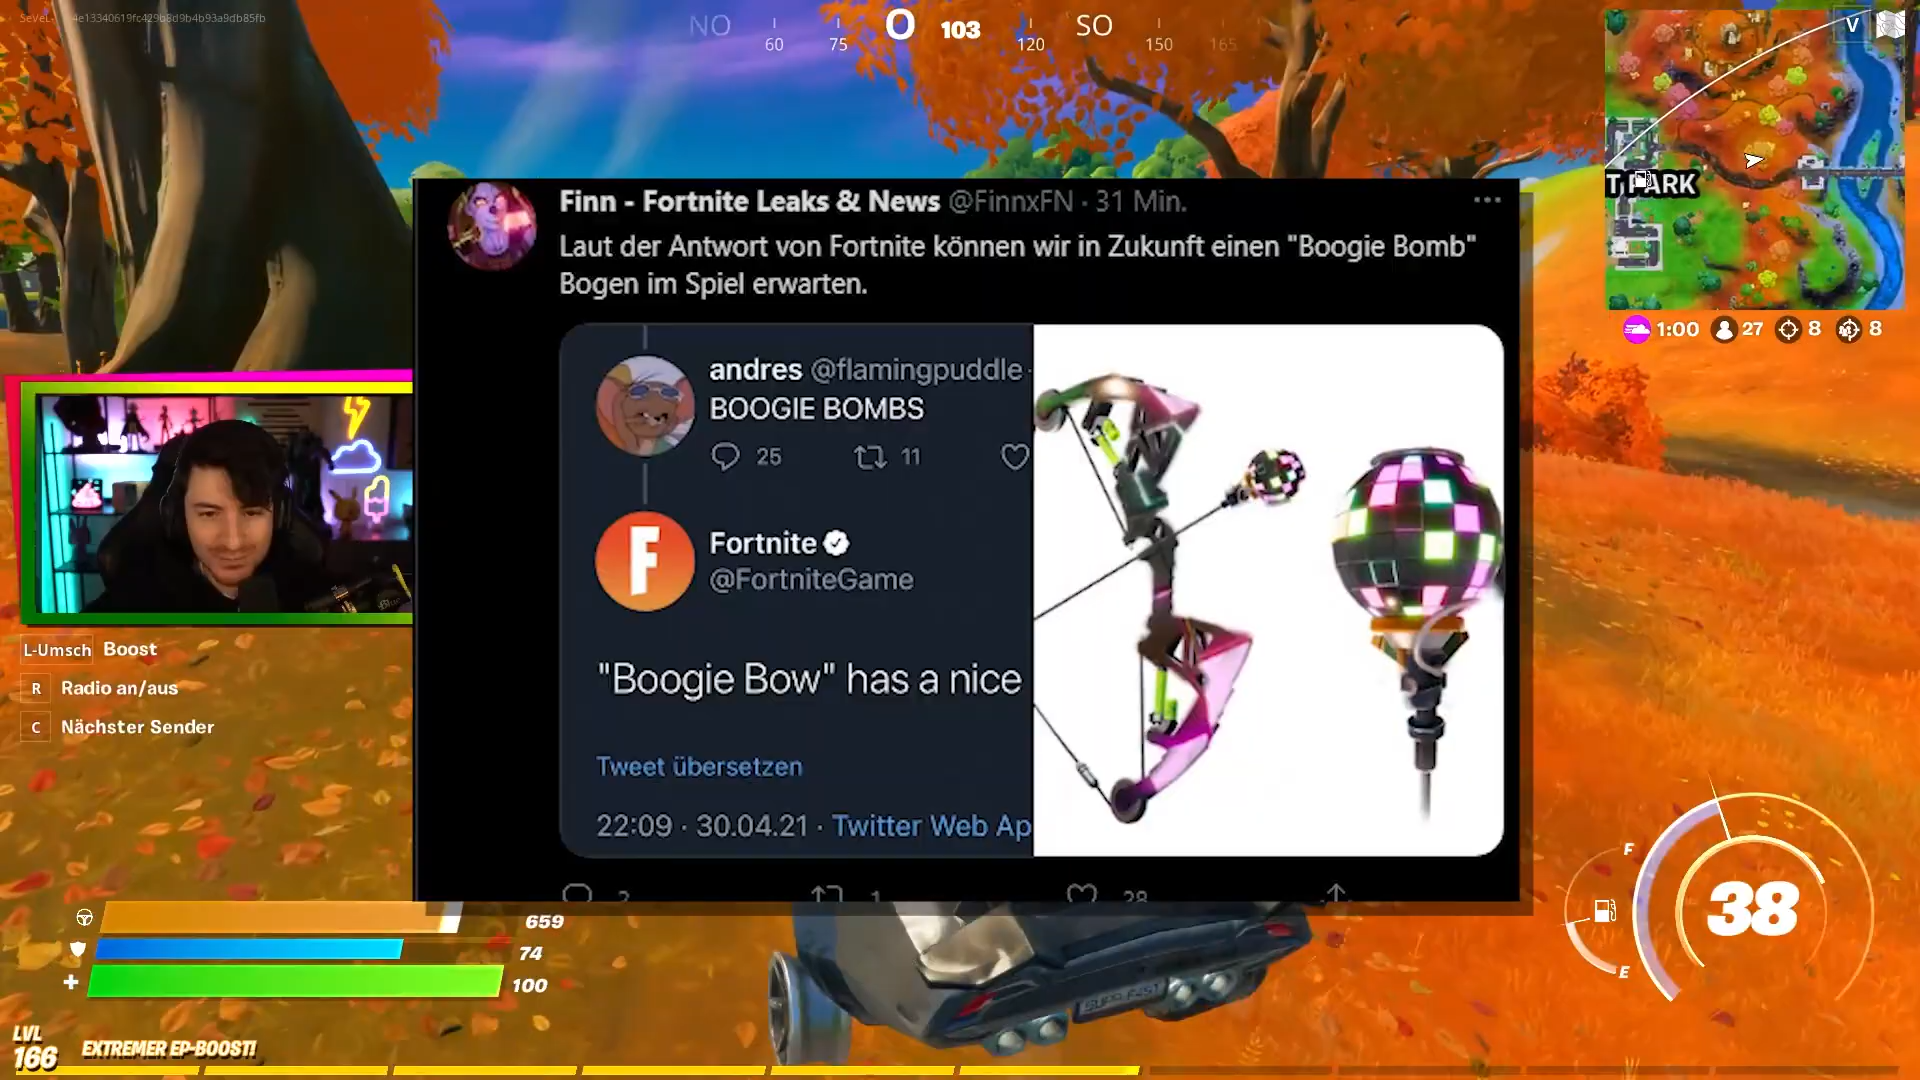 NO 60 75 O 103 120 SO 150 165
V
T PARK
1:00 27 8 8
Finn - Fortnite Leaks & News @FinnxFN · 31 Min.
Laut der Antwort von Fortnite können wir in Zukunft einen "Boogie Bomb"
Bogen im Spiel erwarten.
andres @flamingpuddle ·
BOOGIE BOMBS
25 11
Fortnite
@FortniteGame
"Boogie Bow" has a nice
Tweet übersetzen
22:09 · 30.04.21 · Twitter Web Ap
L-Umsch Boost
R Radio an/aus
C Nächster Sender
659
74
100
LVL
166 EXTREMER EP-BOOST!
F
38
E